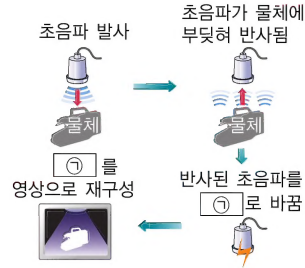 초음파 발사
물체
초음파가 물체에
부딪혀 반사됨
물체
반사된 초음파를
㉠ 로 바꿈
㉠ 를
영상으로 재구성